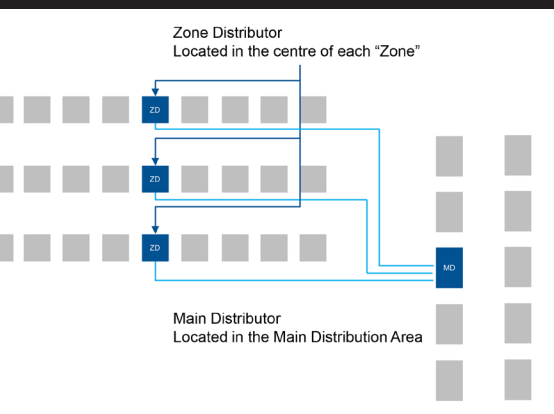 Zone Distributor
Located in the centre of each “Zone”
ZD
ZD
ZD
MD
Main Distributor
Located in the Main Distribution Area